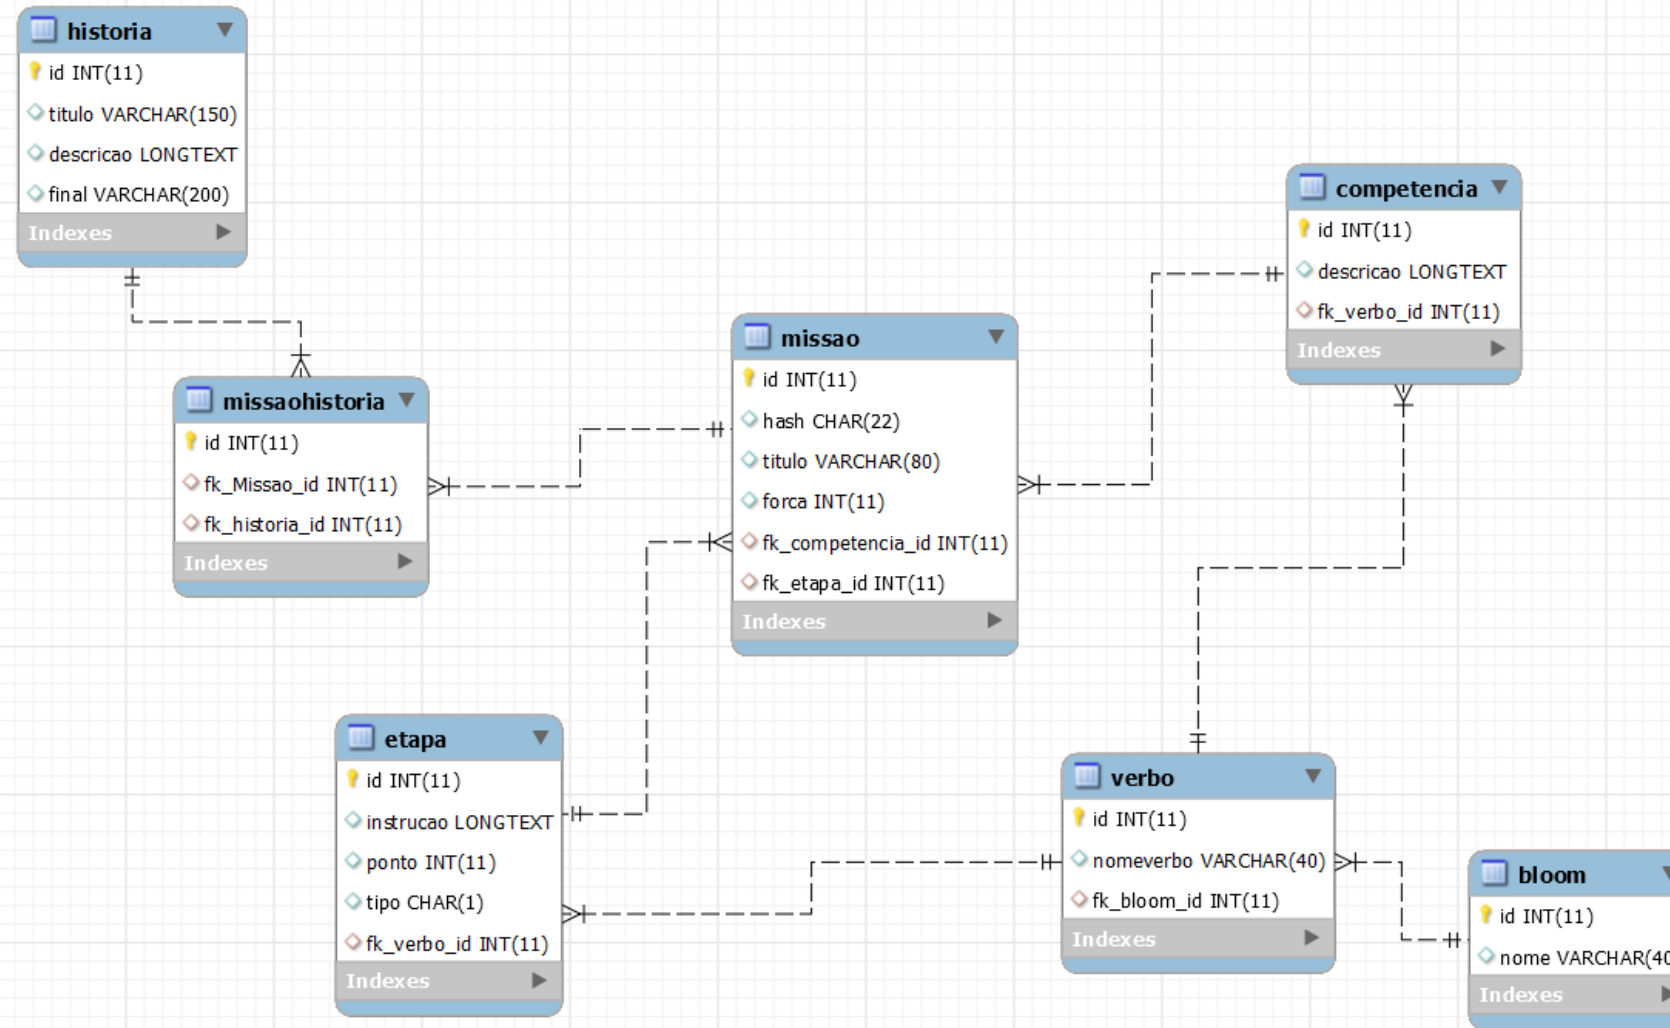 historia
id INT(11)
titulo VARCHAR(150)
descricao LONGTEXT
final VARCHAR(200)
Indexes
competencia
id INT(11)
descricao LONGTEXT
fk_verbo_id INT(11)
Indexes
missao
id INT(11)
hash CHAR(22)
titulo VARCHAR(80)
forca INT(11)
fk_competencia_id INT(11)
fk_etapa_id INT(11)
Indexes
missaohistoria
id INT(11)
fk_Missao_id INT(11)
fk_historia_id INT(11)
Indexes
etapa
id INT(11)
instrucao LONGTEXT
ponto INT(11)
tipo CHAR(1)
fk_verbo_id INT(11)
Indexes
verbo
id INT(11)
nomeverbo VARCHAR(40)
fk_bloom_id INT(11)
Indexes
bloom
id INT(11)
nome VARCHAR(40
Indexes